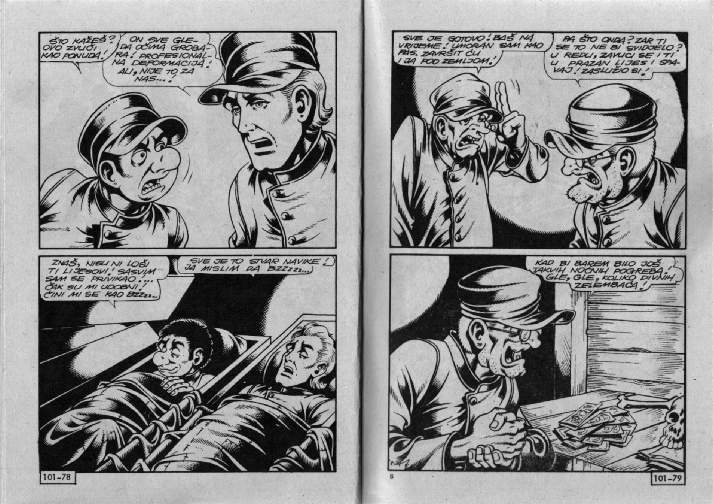 ŠTO KAŽEŠ?
OVO ZVUČI
KAO PONUDA!
ON SVE GLE-
DA OČIMA GROBA-
RA! PROFESIONAL-
NA DEFORMACIJA!
ALI, NIJE TO ZA
NAS...!
ZNAŠ, NISU NI LOŠI
TI LIJESOVI! SASVIM
SAM SE PRIVIKAO...
ČAK SU MI UDOBNI!
ČINI MI SE KAO BZZZZ...
SVE JE TO STVAR NAVIKE!
JA MISLIM DA BZZZZZ...
101-78
SVE JE GOTOVO! BAŠ NA
VRIJEME! UMORAN SAM KAO
PAS. ZAVRŠIT ĆU
I JA POD ZEMLJOM!
PA ŠTO ONDA? ZAR TI
SE TO NE BI SVIDJELO?
U REDU, ZAVUCI SE I TI
U PRAZAN LIJES I SPA-
VAJ! ZASLUŽIO SI!
KAD BI BAREM BILO JOŠ
TAKVIH NOĆNIH POGREBA.
GLE, GLE, KOLIKO DIVNIH
ZELEMBAĆA!
101-79